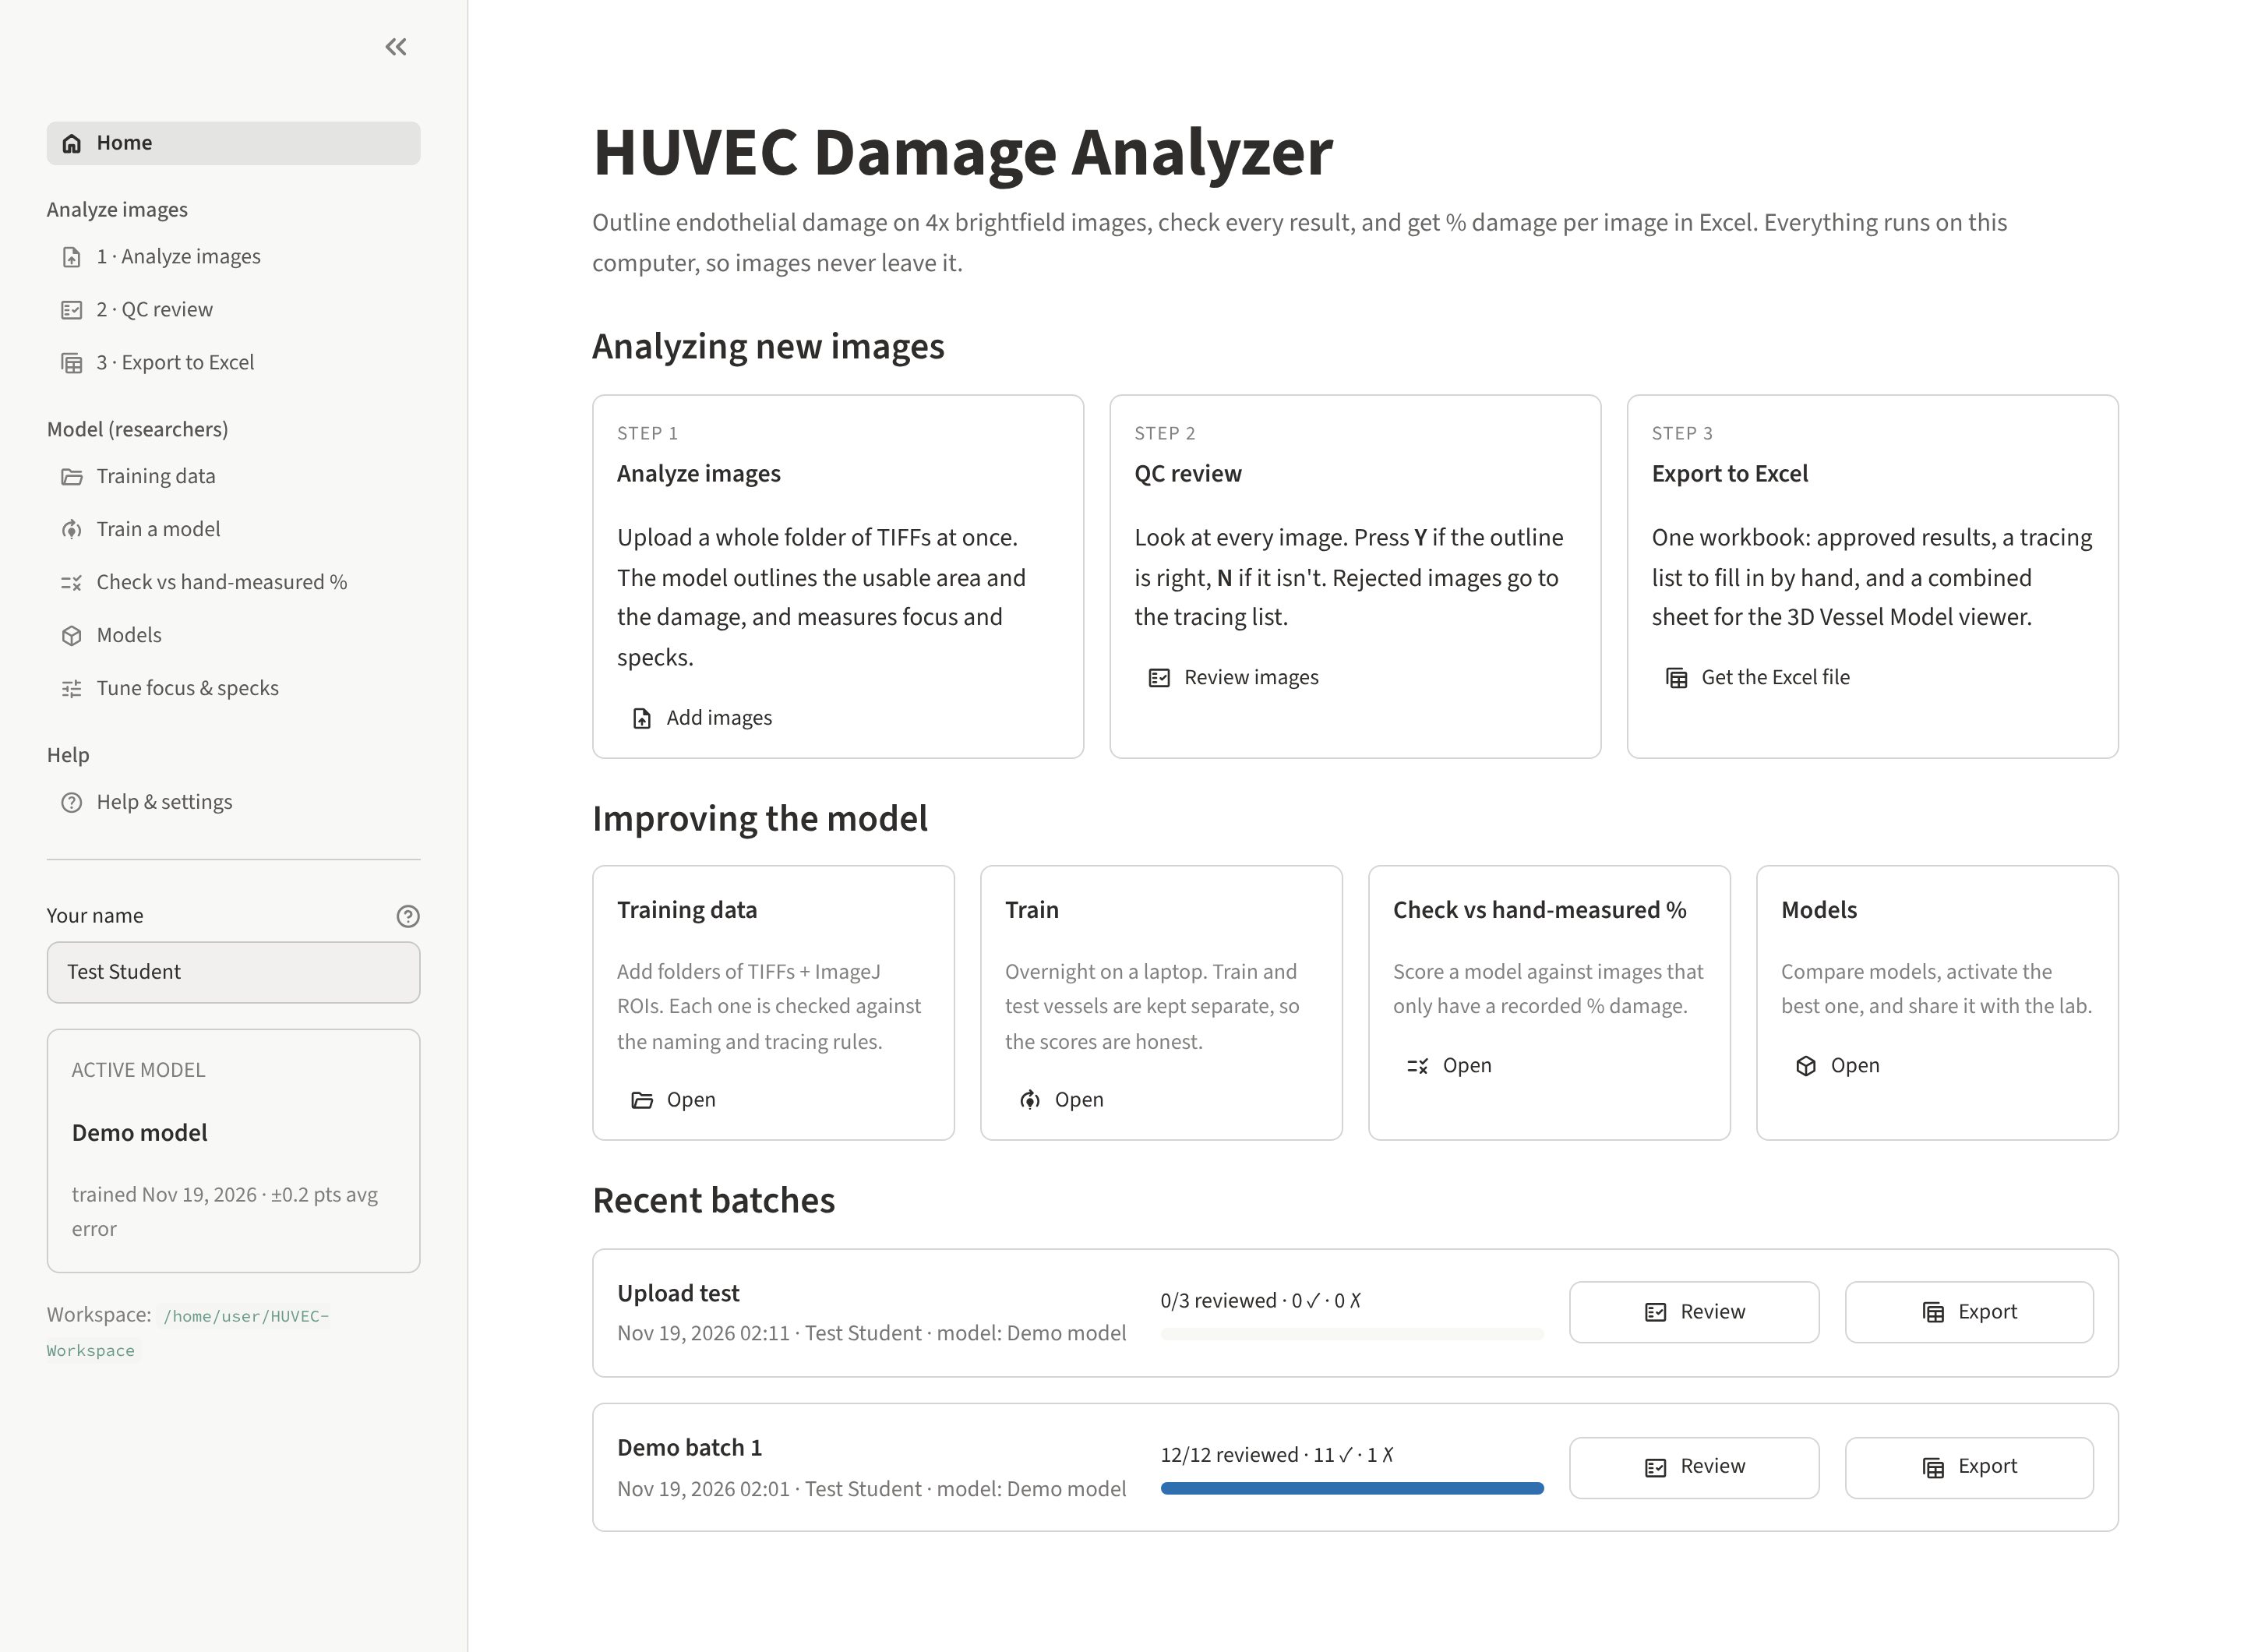 Home
Analyze images
1 · Analyze images
2 · QC review
3 · Export to Excel
Model (researchers)
Training data
Train a model
Check vs hand-measured %
Models
Tune focus & specks
Help
Help & settings
Your name
Test Student
ACTIVE MODEL
Demo model
trained Nov 19, 2026 · ±0.2 pts avg
error
Workspace: /home/user/HUVEC-
Workspace
HUVEC Damage Analyzer
Outline endothelial damage on 4x brightfield images, check every result, and get % damage per image in Excel. Everything runs on this
computer, so images never leave it.
Analyzing new images
STEP 1
Analyze images
Upload a whole folder of TIFFs at once.
The model outlines the usable area and
the damage, and measures focus and
specks.
Add images
STEP 2
QC review
Look at every image. Press Y if the outline
is right, N if it isn't. Rejected images go to
the tracing list.
Review images
STEP 3
Export to Excel
One workbook: approved results, a tracing
list to fill in by hand, and a combined
sheet for the 3D Vessel Model viewer.
Get the Excel file
Improving the model
Training data
Add folders of TIFFs + ImageJ
ROIs. Each one is checked against
the naming and tracing rules.
Open
Train
Overnight on a laptop. Train and
test vessels are kept separate, so
the scores are honest.
Open
Check vs hand-measured %
Score a model against images that
only have a recorded % damage.
Open
Models
Compare models, activate the
best one, and share it with the lab.
Open
Recent batches
Upload test
Nov 19, 2026 02:11 · Test Student · model: Demo model
0/3 reviewed · 0 ✓ · 0 ✗
Review
Export
Demo batch 1
Nov 19, 2026 02:01 · Test Student · model: Demo model
12/12 reviewed · 11 ✓ · 1 ✗
Review
Export